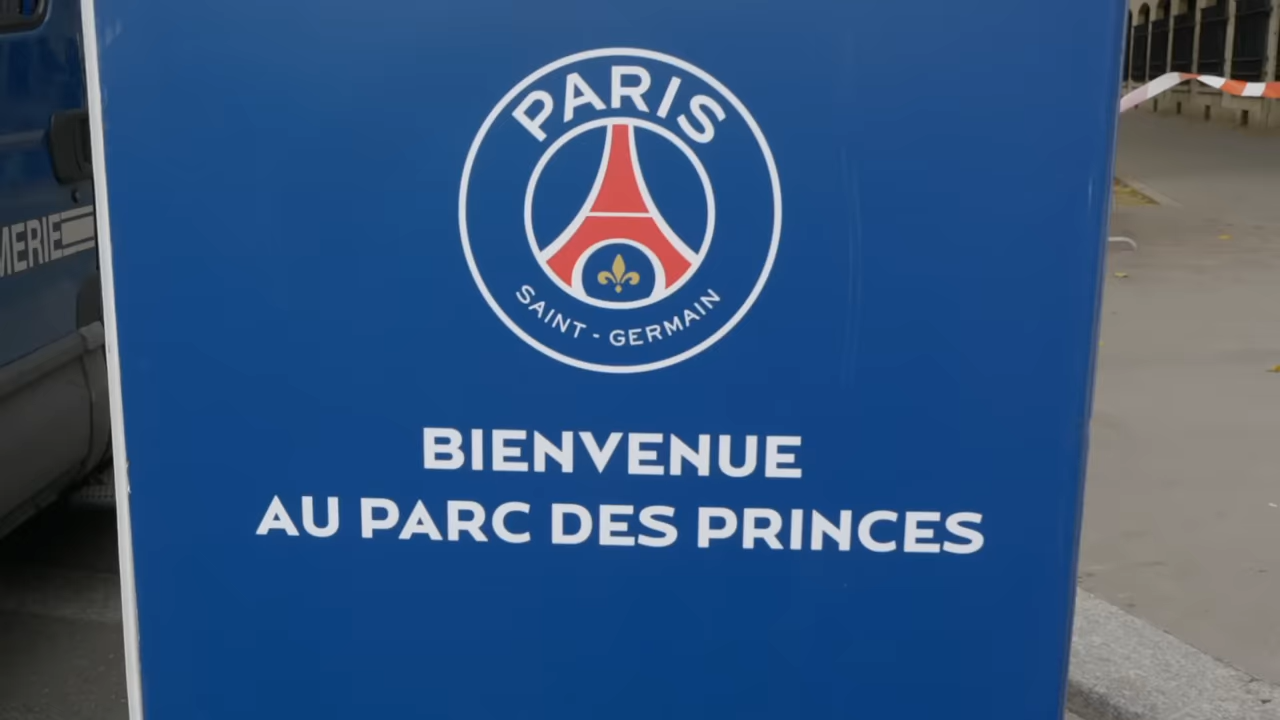 PARIS
SAINT - GERMAIN
BIENVENUE
AU PARC DES PRINCES
MERIE